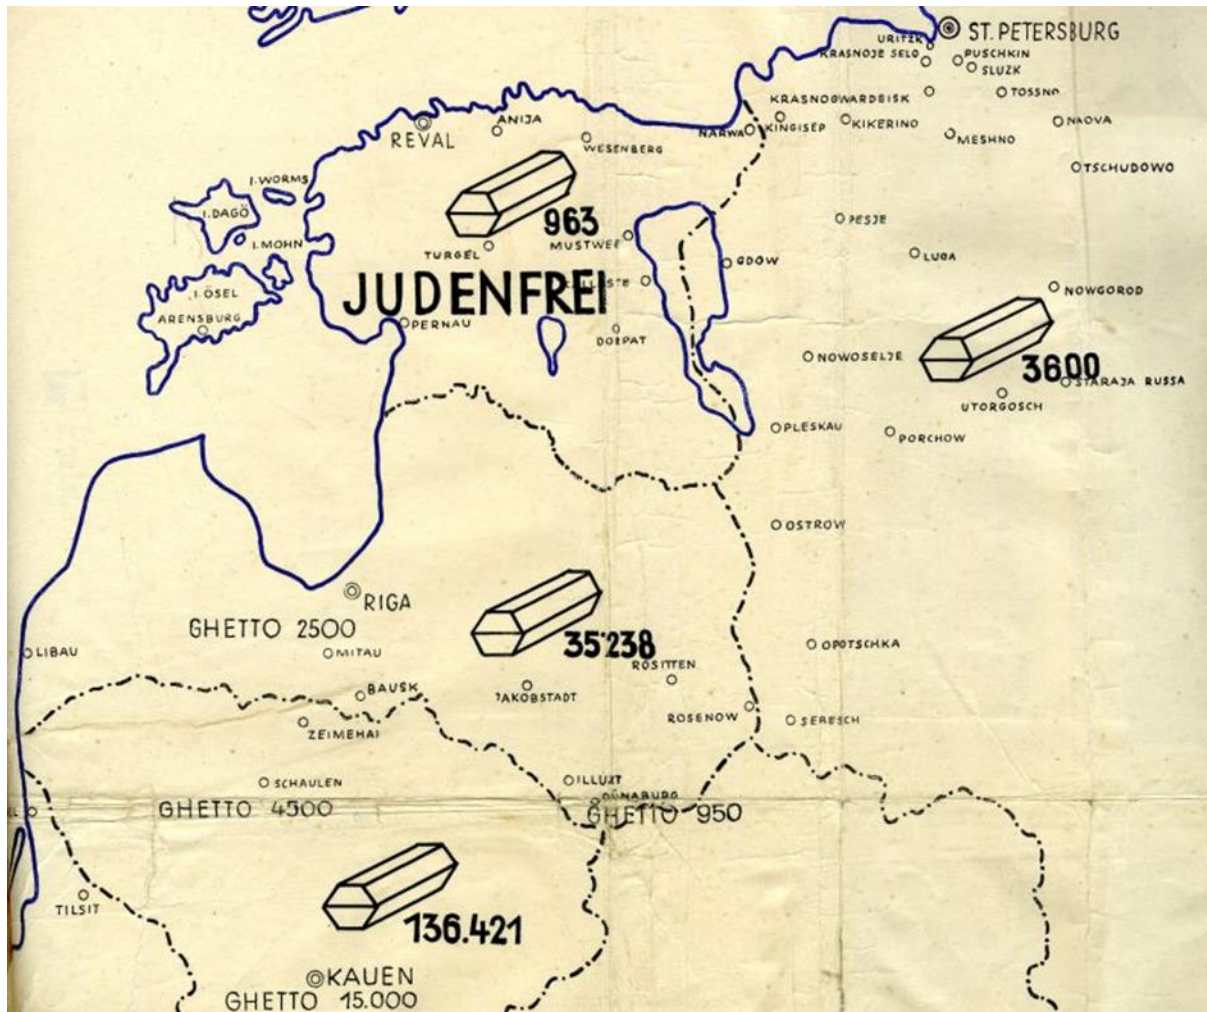 ST. PETERSBURG
URITZK
KRASNOJE SELO
PUSCHKIN
SLUZK
KRASNOGWARDEISK
TOSSNO
ANIJA
REVAL
WESENBERG
NARWA
KINGISEP
KIKERINO
MESHNO
NAOVA
TSCHUDOWO
I.WORMS
I.DAGÖ
963
PESJE
I.MOHN
TURGEL
MUSTWEE
GDOW
LUGA
I.ÖSEL
JUDENFREI
NOWGOROD
ARENSBURG
PERNAU
DORPAT
NOWOSELJE
3600
STARAJA RUSSA
UTORGOSCH
PLESKAU
PORCHOW
OSTROW
RIGA
GHETTO 2500
35.238
LIBAU
MITAU
RÖSITTEN
OPOTSCHKA
BAUSK
JAKOBSTADT
ROSENOW
SEBESCH
ZEIMEHAI
SCHAULEN
ILLUXT
DÜNABURG
GHETTO 4500
GHETTO 950
TILSIT
136.421
KAUEN
GHETTO 15.000